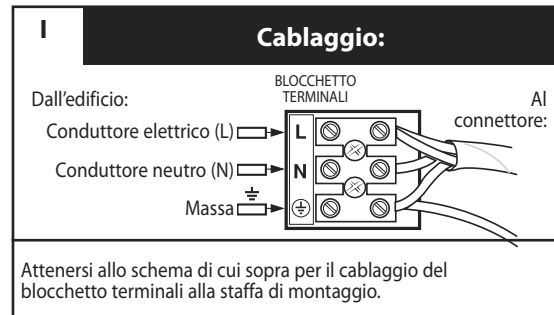 I
Cablaggio:
BLOCCHETTO
TERMINALI
Dall'edificio:
Al
connettore:
Conduttore elettrico (L)
L
Conduttore neutro (N)
N
Massa
Attenersi allo schema di cui sopra per il cablaggio del
blocchetto terminali alla staffa di montaggio.